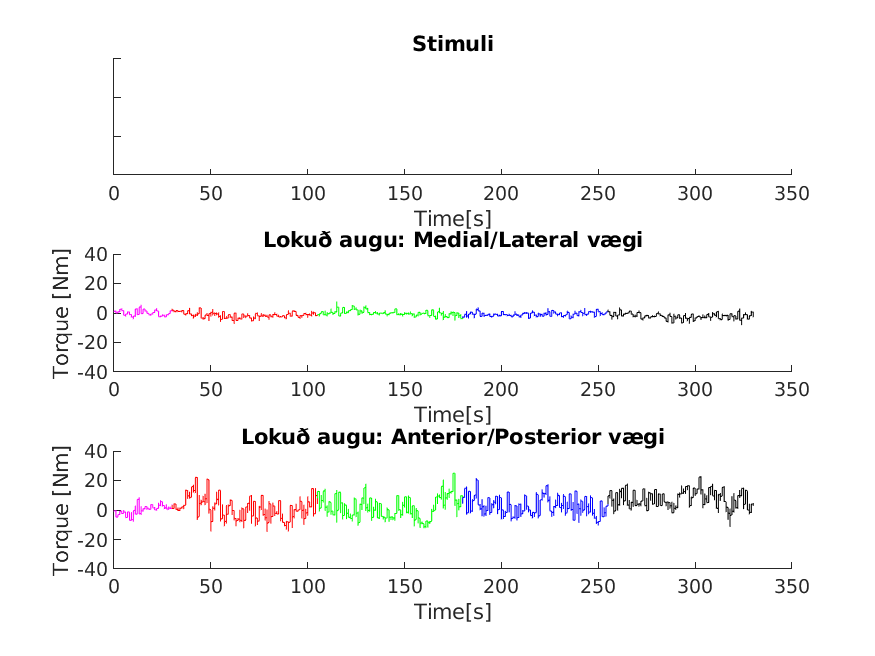 Stimuli
0 50 100 150 200 250 300 350
Time[s]
Lokuð augu: Medial/Lateral vægi
Torque [Nm]
40
20
0
-20
-40
0 50 100 150 200 250 300 350
Time[s]
Lokuð augu: Anterior/Posterior vægi
Torque [Nm]
40
20
0
-20
-40
0 50 100 150 200 250 300 350
Time[s]